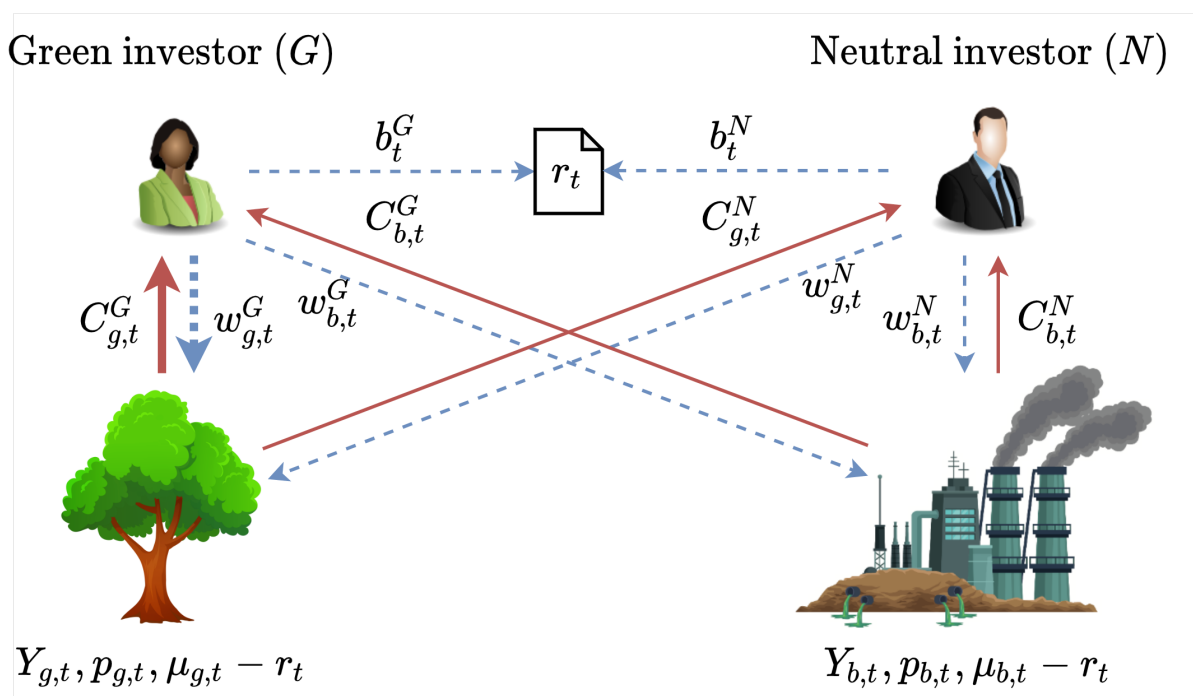 Green investor (G)
Neutral investor (N)
b_t^G
b_t^N
r_t
C_{b,t}^G
C_{g,t}^N
C_{g,t}^G
w_{g,t}^G
w_{b,t}^G
w_{g,t}^N
w_{b,t}^N
C_{b,t}^N
Y_{g,t}, p_{g,t}, μ_{g,t} − r_t
Y_{b,t}, p_{b,t}, μ_{b,t} − r_t